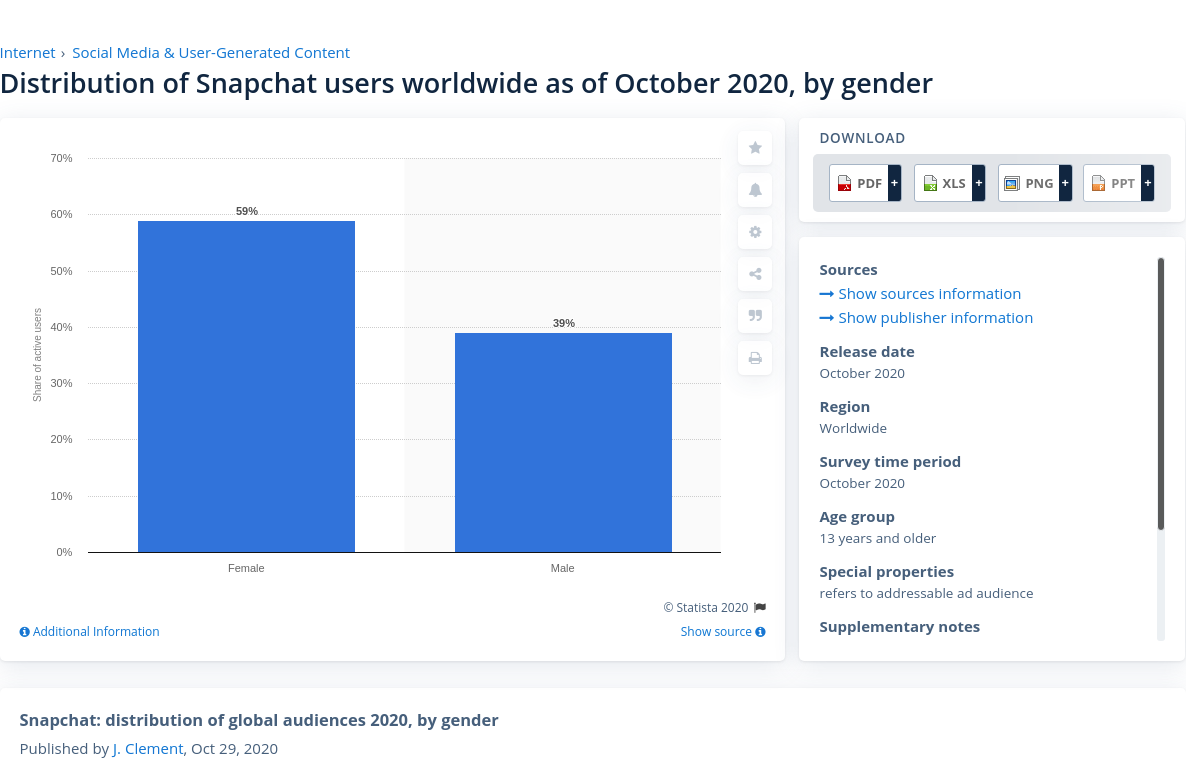 Internet › Social Media & User-Generated Content
Distribution of Snapchat users worldwide as of October 2020, by gender
70%
60%
50%
40%
30%
20%
10%
0%
Share of active users
59%
39%
Female
Male
© Statista 2020
Additional Information
Show source
DOWNLOAD
PDF +
XLS +
PNG +
PPT +
Sources
Show sources information
Show publisher information
Release date
October 2020
Region
Worldwide
Survey time period
October 2020
Age group
13 years and older
Special properties
refers to addressable ad audience
Supplementary notes
Snapchat: distribution of global audiences 2020, by gender
Published by J. Clement, Oct 29, 2020